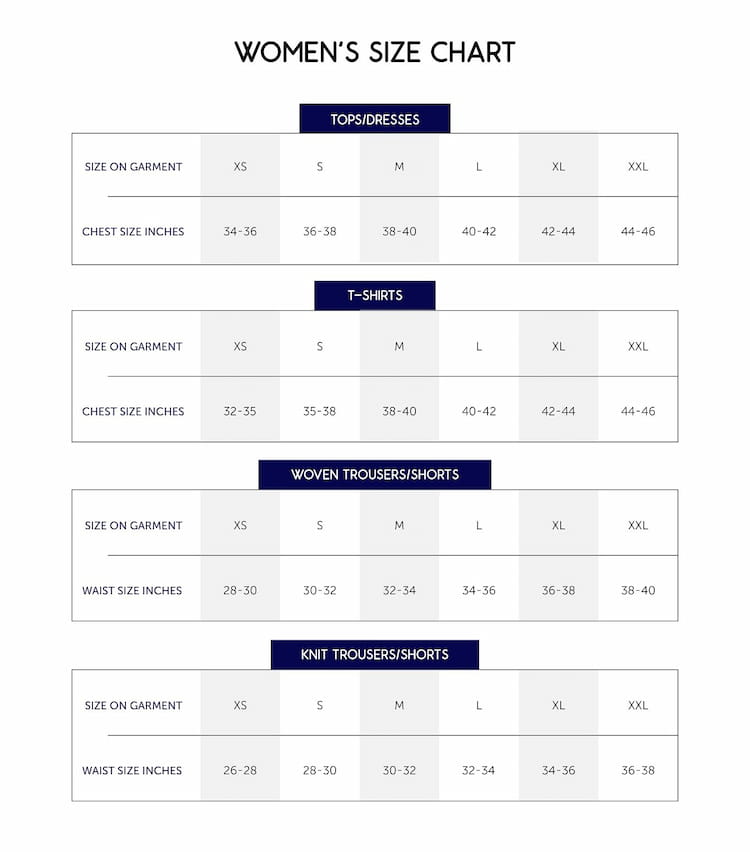 WOMEN'S SIZE CHART
TOPS/DRESSES
SIZE ON GARMENT XS S M L XL XXL
CHEST SIZE INCHES 34-36 36-38 38-40 40-42 42-44 44-46
T-SHIRTS
SIZE ON GARMENT XS S M L XL XXL
CHEST SIZE INCHES 32-35 35-38 38-40 40-42 42-44 44-46
WOVEN TROUSERS/SHORTS
SIZE ON GARMENT XS S M L XL XXL
WAIST SIZE INCHES 28-30 30-32 32-34 34-36 36-38 38-40
KNIT TROUSERS/SHORTS
SIZE ON GARMENT XS S M L XL XXL
WAIST SIZE INCHES 26-28 28-30 30-32 32-34 34-36 36-38